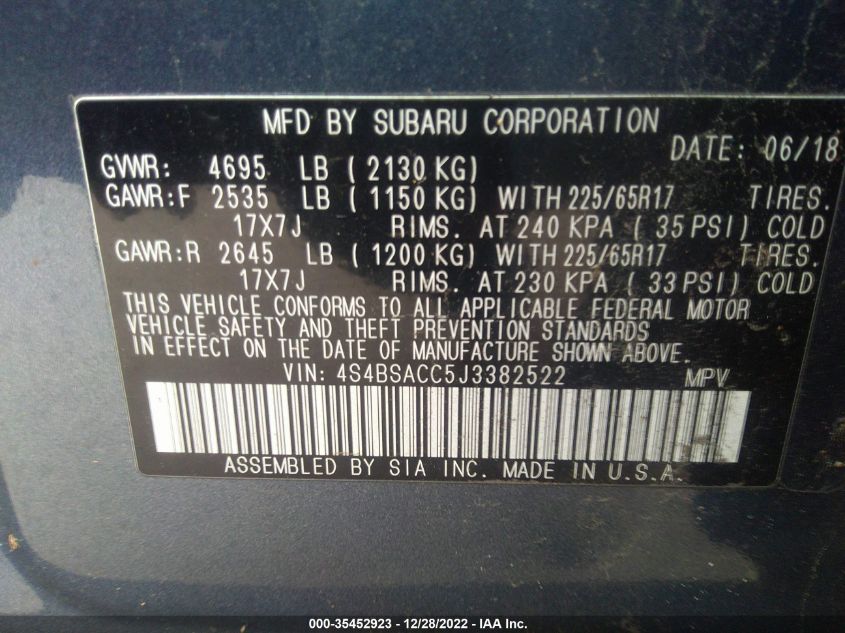 MFD BY SUBARU CORPORATION
DATE: 06/18
GVWR: 4695 LB ( 2130 KG)
GAWR:F 2535 LB ( 1150 KG) WITH 225/65R17 TIRES.
17X7J RIMS. AT 240 KPA ( 35 PSI) COLD
GAWR:R 2645 LB ( 1200 KG) WITH 225/65R17 TIRES.
17X7J RIMS. AT 230 KPA ( 33 PSI) COLD
THIS VEHICLE CONFORMS TO ALL APPLICABLE FEDERAL MOTOR
VEHICLE SAFETY AND THEFT PREVENTION STANDARDS
IN EFFECT ON THE DATE OF MANUFACTURE SHOWN ABOVE.
VIN: 4S4BSACC5J3382522 MPV
ASSEMBLED BY SIA INC. MADE IN U.S.A.
000-35452923 - 12/28/2022 - IAA Inc.